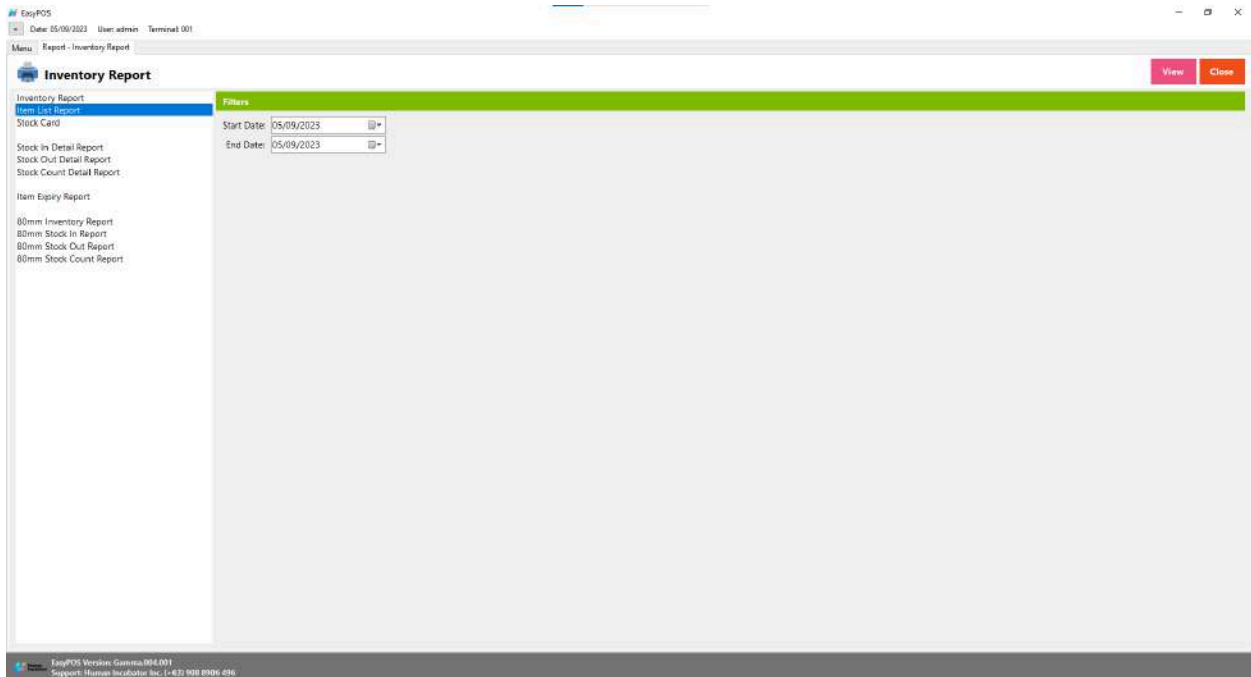 EasyPOS
Date: 05/09/2023 User: admin Terminal: 001
Menu Report - Inventory Report
Inventory Report
View Close
Inventory Report
Item List Report
Stock Card
Stock In Detail Report
Stock Out Detail Report
Stock Count Detail Report
Item Expiry Report
80mm Inventory Report
80mm Stock In Report
80mm Stock Out Report
80mm Stock Count Report
Filters
Start Date: 05/09/2023
End Date: 05/09/2023
EasyPOS Version: Gamma.004.001
Support: Human Incubator Inc. (+63) 908 8906 496